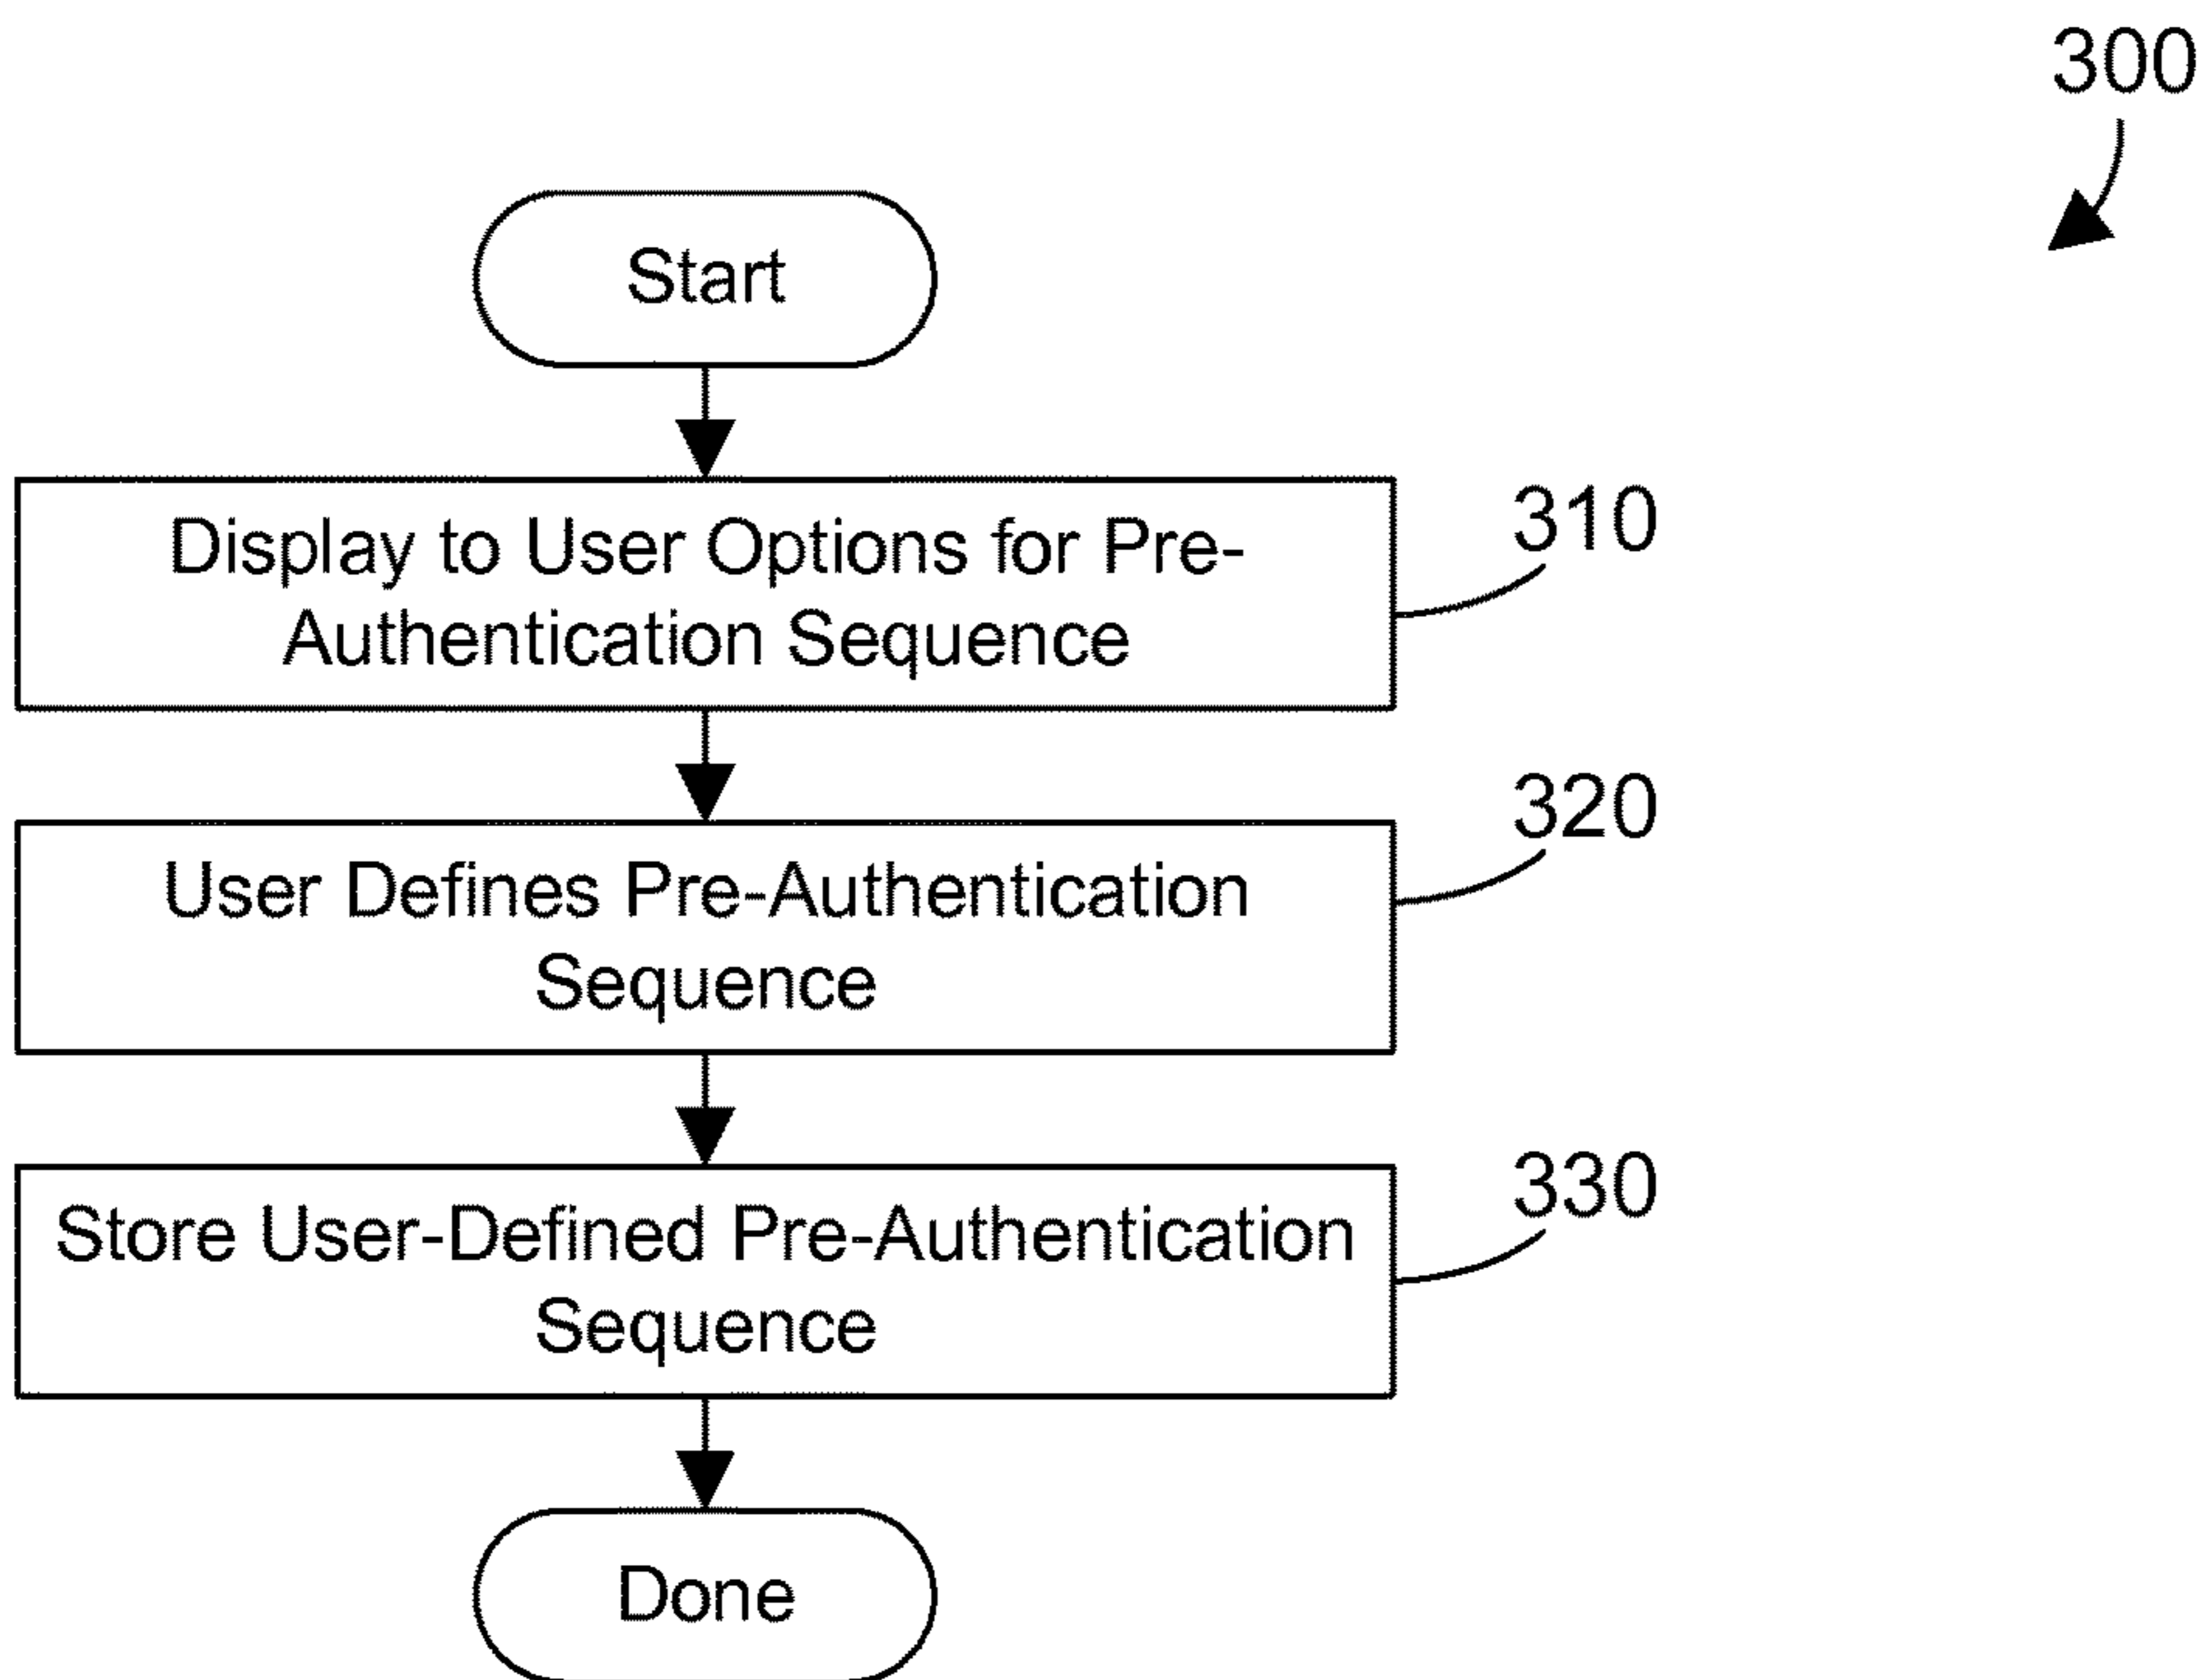 300
Start
Display to User Options for Pre-
Authentication Sequence
310
User Defines Pre-Authentication
Sequence
320
Store User-Defined Pre-Authentication
Sequence
330
Done